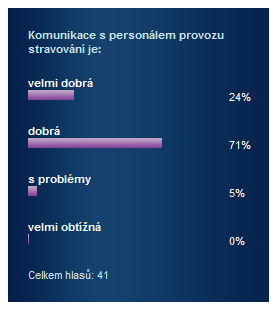 Komunikace s personálem provozu
stravování je:
velmi dobrá
24%
dobrá
71%
s problémy
5%
velmi obtížná
0%
Celkem hlasů: 41